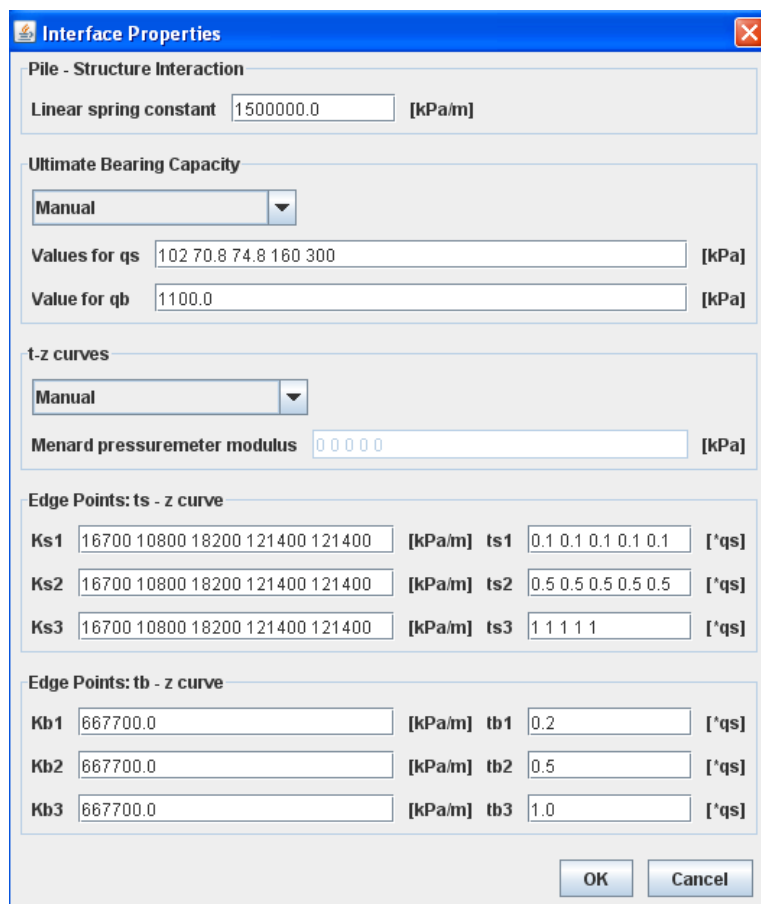 Interface Properties
Pile - Structure Interaction
Linear spring constant 1500000.0 [kPa/m]
Ultimate Bearing Capacity
Manual
Values for qs 102 70.8 74.8 160 300 [kPa]
Value for qb 1100.0 [kPa]
t-z curves
Manual
Menard pressuremeter modulus 0 0 0 0 0 [kPa]
Edge Points: ts - z curve
Ks1 16700 10800 18200 121400 121400 [kPa/m] ts1 0.1 0.1 0.1 0.1 0.1 [*qs]
Ks2 16700 10800 18200 121400 121400 [kPa/m] ts2 0.5 0.5 0.5 0.5 0.5 [*qs]
Ks3 16700 10800 18200 121400 121400 [kPa/m] ts3 1 1 1 1 1 [*qs]
Edge Points: tb - z curve
Kb1 667700.0 [kPa/m] tb1 0.2 [*qs]
Kb2 667700.0 [kPa/m] tb2 0.5 [*qs]
Kb3 667700.0 [kPa/m] tb3 1.0 [*qs]
OK Cancel